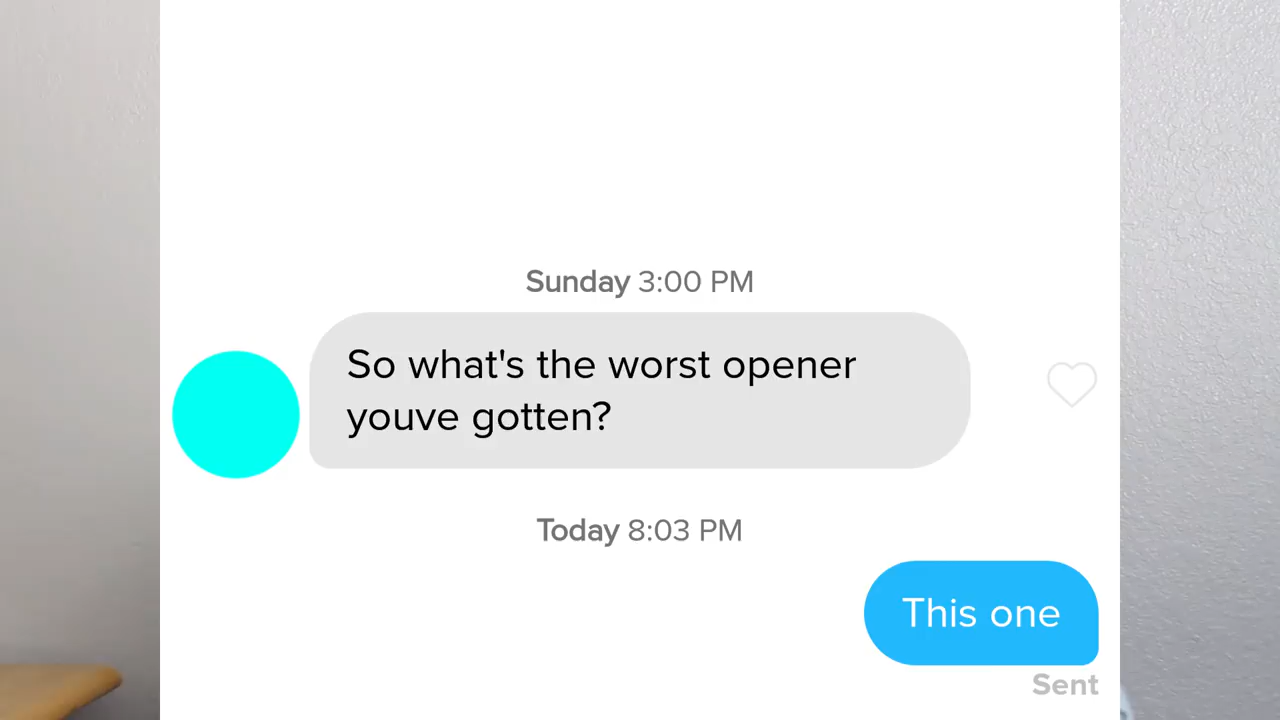 Sunday 3:00 PM
So what's the worst opener
youve gotten?
Today 8:03 PM
This one
Sent